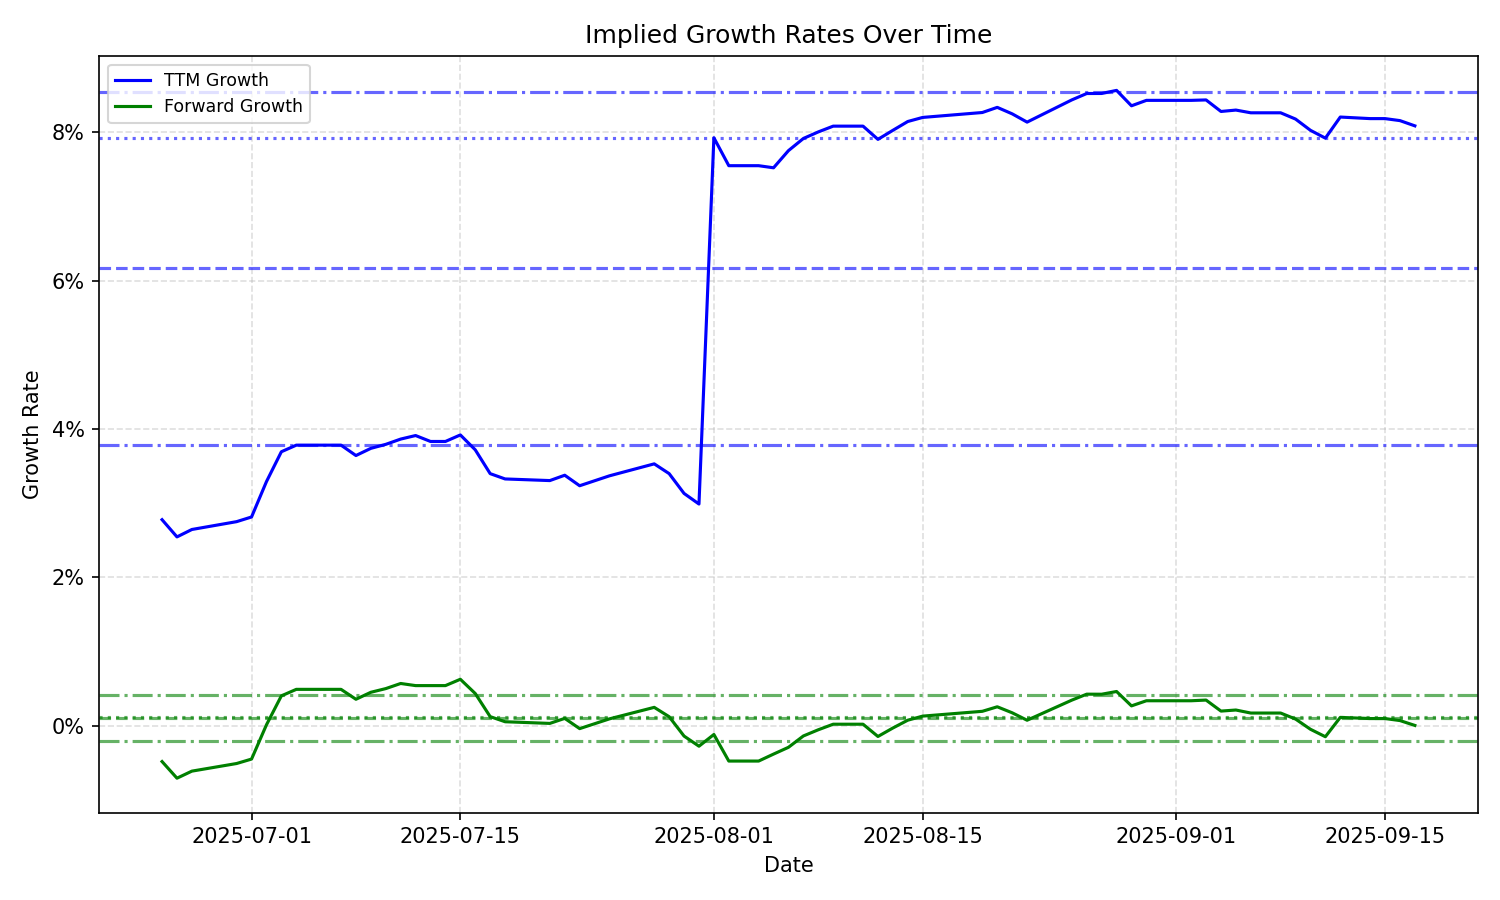 Implied Growth Rates Over Time
TTM Growth
Forward Growth
8%
6%
4%
2%
0%
Growth Rate
2025-07-01
2025-07-15
2025-08-01
2025-08-15
2025-09-01
2025-09-15
Date